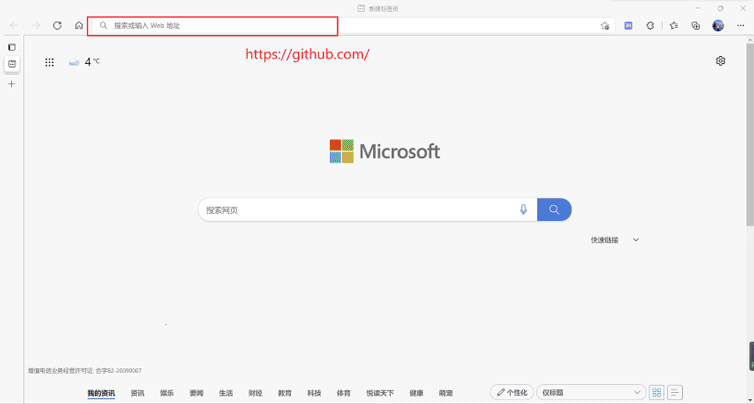 新建标签页
搜索或输入 Web 地址
https://github.com/
4 ℃
Microsoft
搜索网页
快速链接
增值电信业务经营许可证: 合字B2-20090007
我的资讯 资讯 娱乐 要闻 生活 财经 教育 科技 体育 悦读天下 健康 萌宠 个性化 仅标题